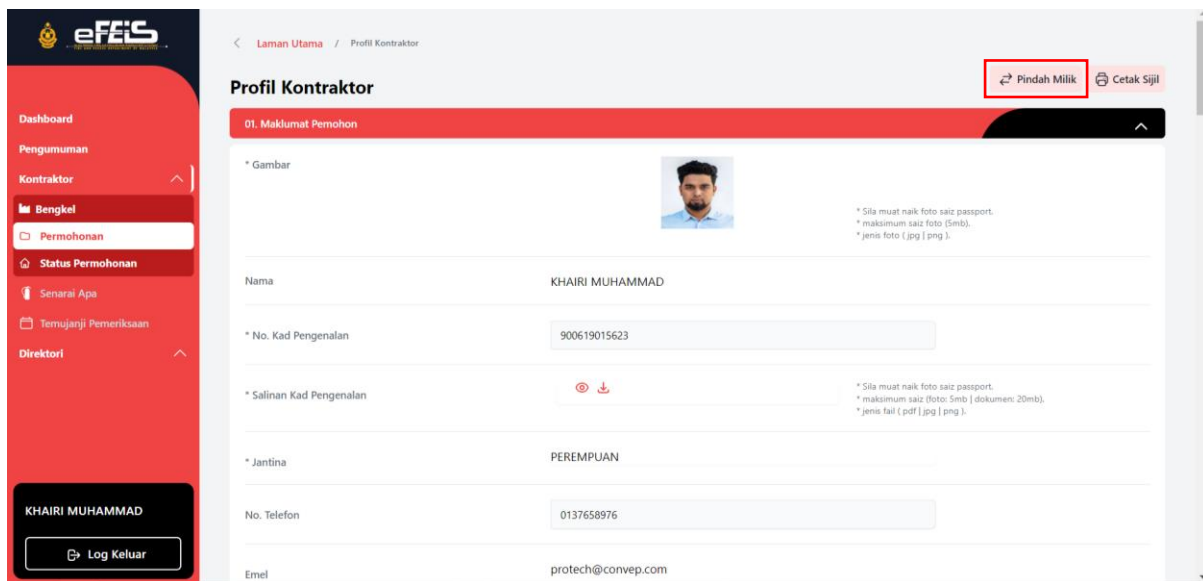 eFEiS
Laman Utama / Profil Kontraktor
Profil Kontraktor
Pindah Milik
Cetak Sijil
Dashboard
Pengumuman
Kontraktor
Bengkel
Permohonan
Status Permohonan
Senarai Apa
Temujanji Pemeriksaan
Direktori
KHAIRI MUHAMMAD
Log Keluar
01. Maklumat Pemohon
* Gambar
* Sila muat naik foto saiz passport.
* maksimum saiz foto (5mb).
* jenis foto ( jpg | png ).
Nama
KHAIRI MUHAMMAD
* No. Kad Pengenalan
900619015623
* Salinan Kad Pengenalan
* Sila muat naik foto saiz passport.
* maksimum saiz (foto: 5mb | dokumen: 20mb).
* jenis fail ( pdf | jpg | png ).
* Jantina
PEREMPUAN
No. Telefon
0137658976
Emel
protech@convep.com